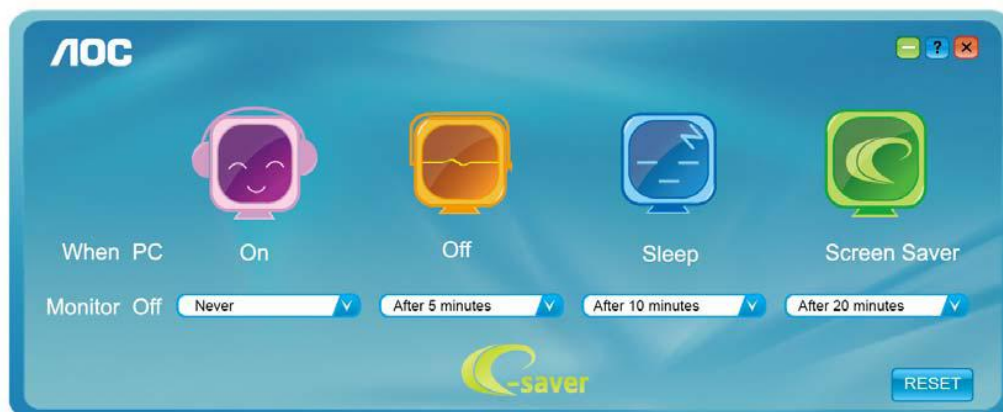 AOC
?
When PC On Off Sleep Screen Saver
Monitor Off Never After 5 minutes After 10 minutes After 20 minutes
e-saver
RESET